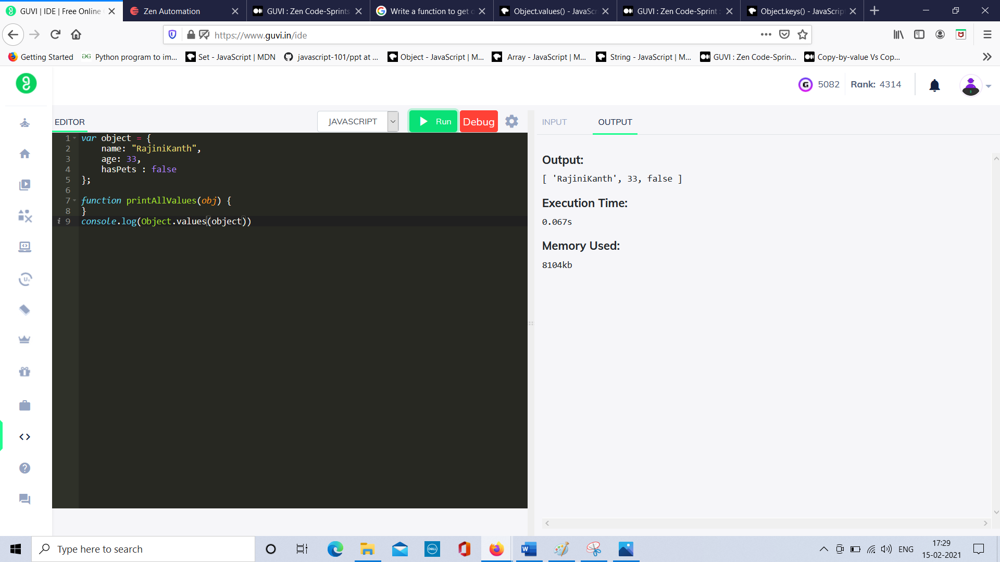 GUVI | IDE | Free Online
Zen Automation
GUVI : Zen Code-Sprints
Write a function to get
Object.values() - JavaSc
GUVI : Zen Code-Sprint :
Object.keys() - JavaScrip
https://www.guvi.in/ide
Getting Started
Python program to im...
Set - JavaScript | MDN
javascript-101/ppt at ...
Object - JavaScript | M...
Array - JavaScript | M...
String - JavaScript | M...
GUVI : Zen Code-Sprin...
Copy-by-value Vs Cop...
5082
Rank: 4314
EDITOR
JAVASCRIPT
Run
Debug
INPUT
OUTPUT
1 var object = {
2 name: "RajiniKanth",
3 age: 33,
4 hasPets : false
5 };
6
7 function printAllValues(obj) {
8 }
9 console.log(Object.values(object))
Output:
[ 'RajiniKanth', 33, false ]
Execution Time:
0.067s
Memory Used:
8104kb
Type here to search
DELL
ENG
17:29
15-02-2021